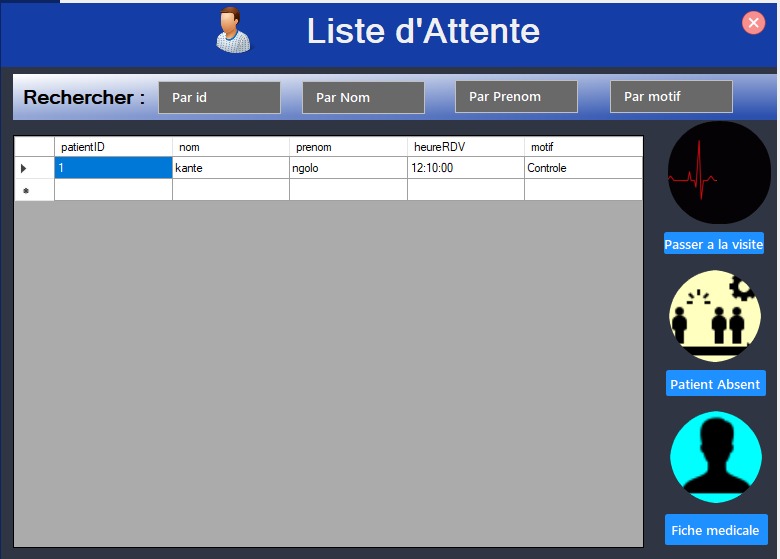 Liste d'Attente
Rechercher : Par id Par Nom Par Prenom Par motif
patientID nom prenom heureRDV motif
1 kante ngolo 12:10:00 Controle
Passer a la visite
Patient Absent
Fiche medicale